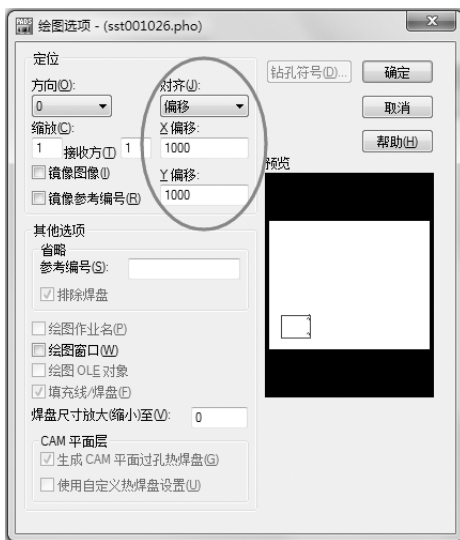 PADS 绘图选项 - (sst001026.pho)
定位
方向(O): 对齐(J):
0 偏移
缩放(C): X 偏移:
1 接收方(T) 1 1000
镜像图像(I) Y 偏移:
镜像参考编号(R) 1000
钻孔符号(D)... 确定
取消
帮助(H)
预览
其他选项
省略
参考编号(S):
排除焊盘
绘图作业名(P)
绘图窗口(W)
绘图 OLE 对象
填充线/焊盘(F)
焊盘尺寸放大(缩小)至(V): 0
CAM 平面层
生成 CAM 平面过孔热焊盘(G)
使用自定义热焊盘设置(U)